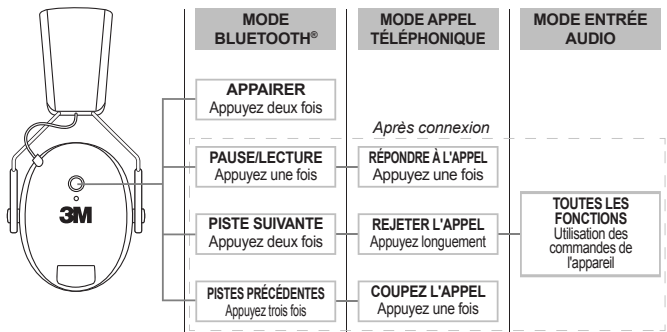 MODE
BLUETOOTH®
MODE APPEL
TÉLÉPHONIQUE
MODE ENTRÉE
AUDIO
APPAIRER
Appuyez deux fois
Après connexion
PAUSE/LECTURE
Appuyez une fois
RÉPONDRE À L'APPEL
Appuyez une fois
3M
PISTE SUIVANTE
Appuyez deux fois
REJETER L'APPEL
Appuyez longuement
TOUTES LES
FONCTIONS
Utilisation des
commandes de
l'appareil
PISTES PRÉCÉDENTES
Appuyez trois fois
COUPEZ L'APPEL
Appuyez une fois